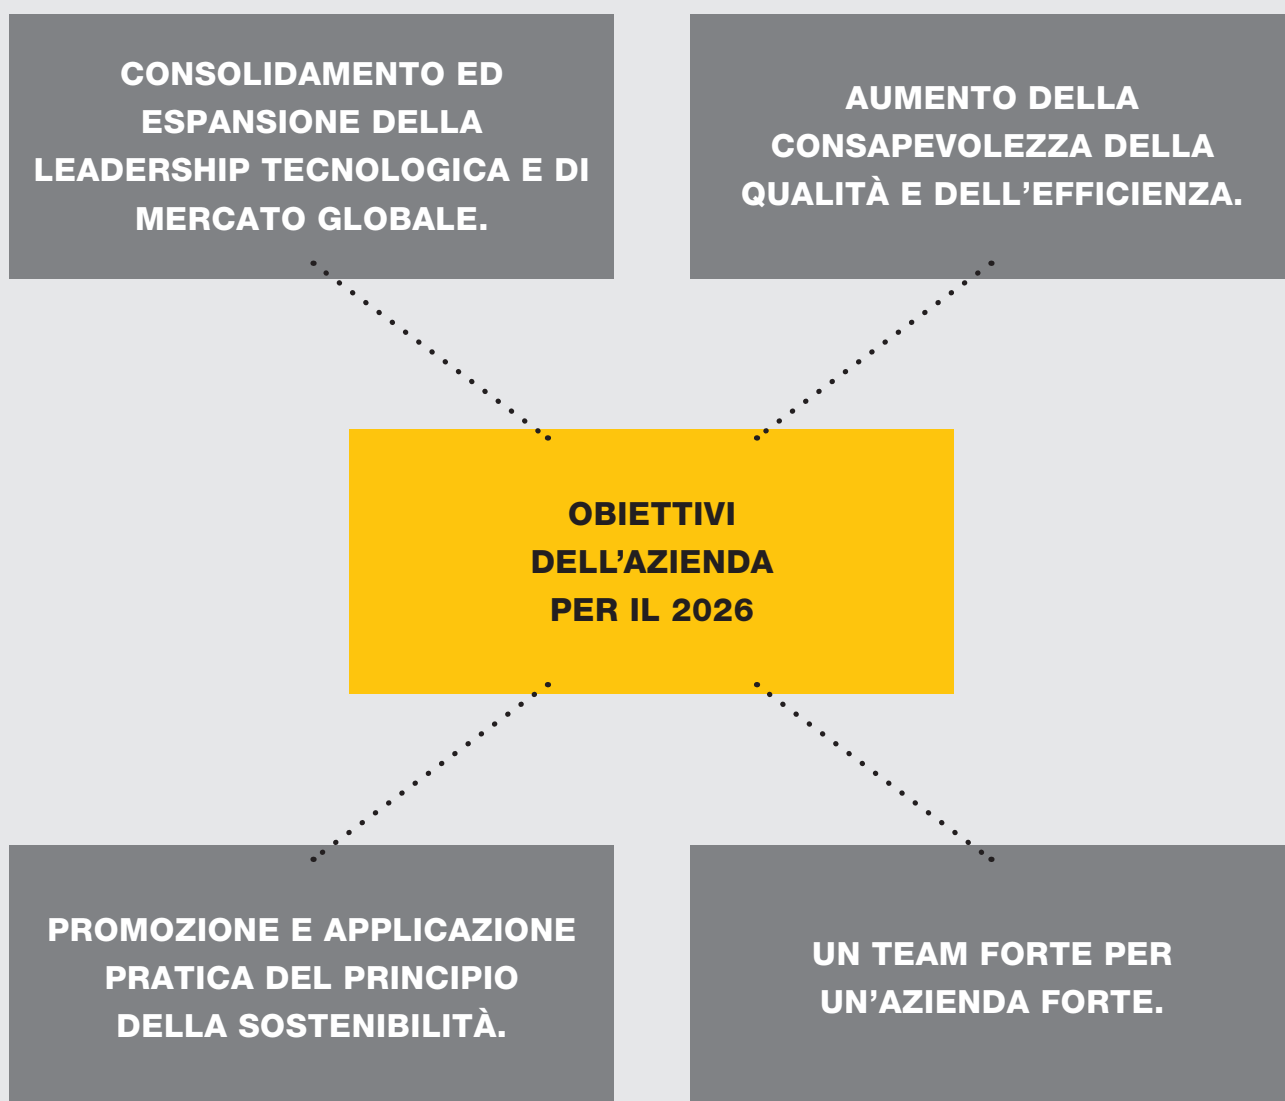 CONSOLIDAMENTO ED
ESPANSIONE DELLA
LEADERSHIP TECNOLOGICA E DI
MERCATO GLOBALE.
AUMENTO DELLA
CONSAPEVOLEZZA DELLA
QUALITÀ E DELL’EFFICIENZA.
OBIETTIVI
DELL’AZIENDA
PER IL 2026
PROMOZIONE E APPLICAZIONE
PRATICA DEL PRINCIPIO
DELLA SOSTENIBILITÀ.
UN TEAM FORTE PER
UN’AZIENDA FORTE.